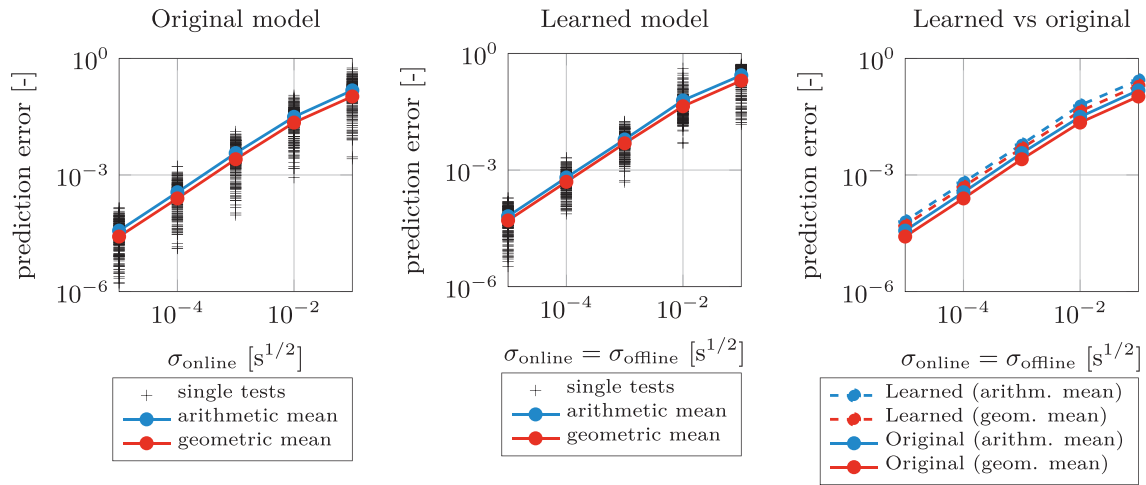 Original model
prediction error [-]
10^0
10^{-3}
10^{-6}
10^{-4}
10^{-2}
σ_online [s^{1/2}]
single tests
arithmetic mean
geometric mean
Learned model
prediction error [-]
10^0
10^{-3}
10^{-6}
10^{-4}
10^{-2}
σ_online = σ_offline [s^{1/2}]
single tests
arithmetic mean
geometric mean
Learned vs original
prediction error [-]
10^0
10^{-3}
10^{-6}
10^{-4}
10^{-2}
σ_online = σ_offline [s^{1/2}]
Learned (arithm. mean)
Learned (geom. mean)
Original (arithm. mean)
Original (geom. mean)